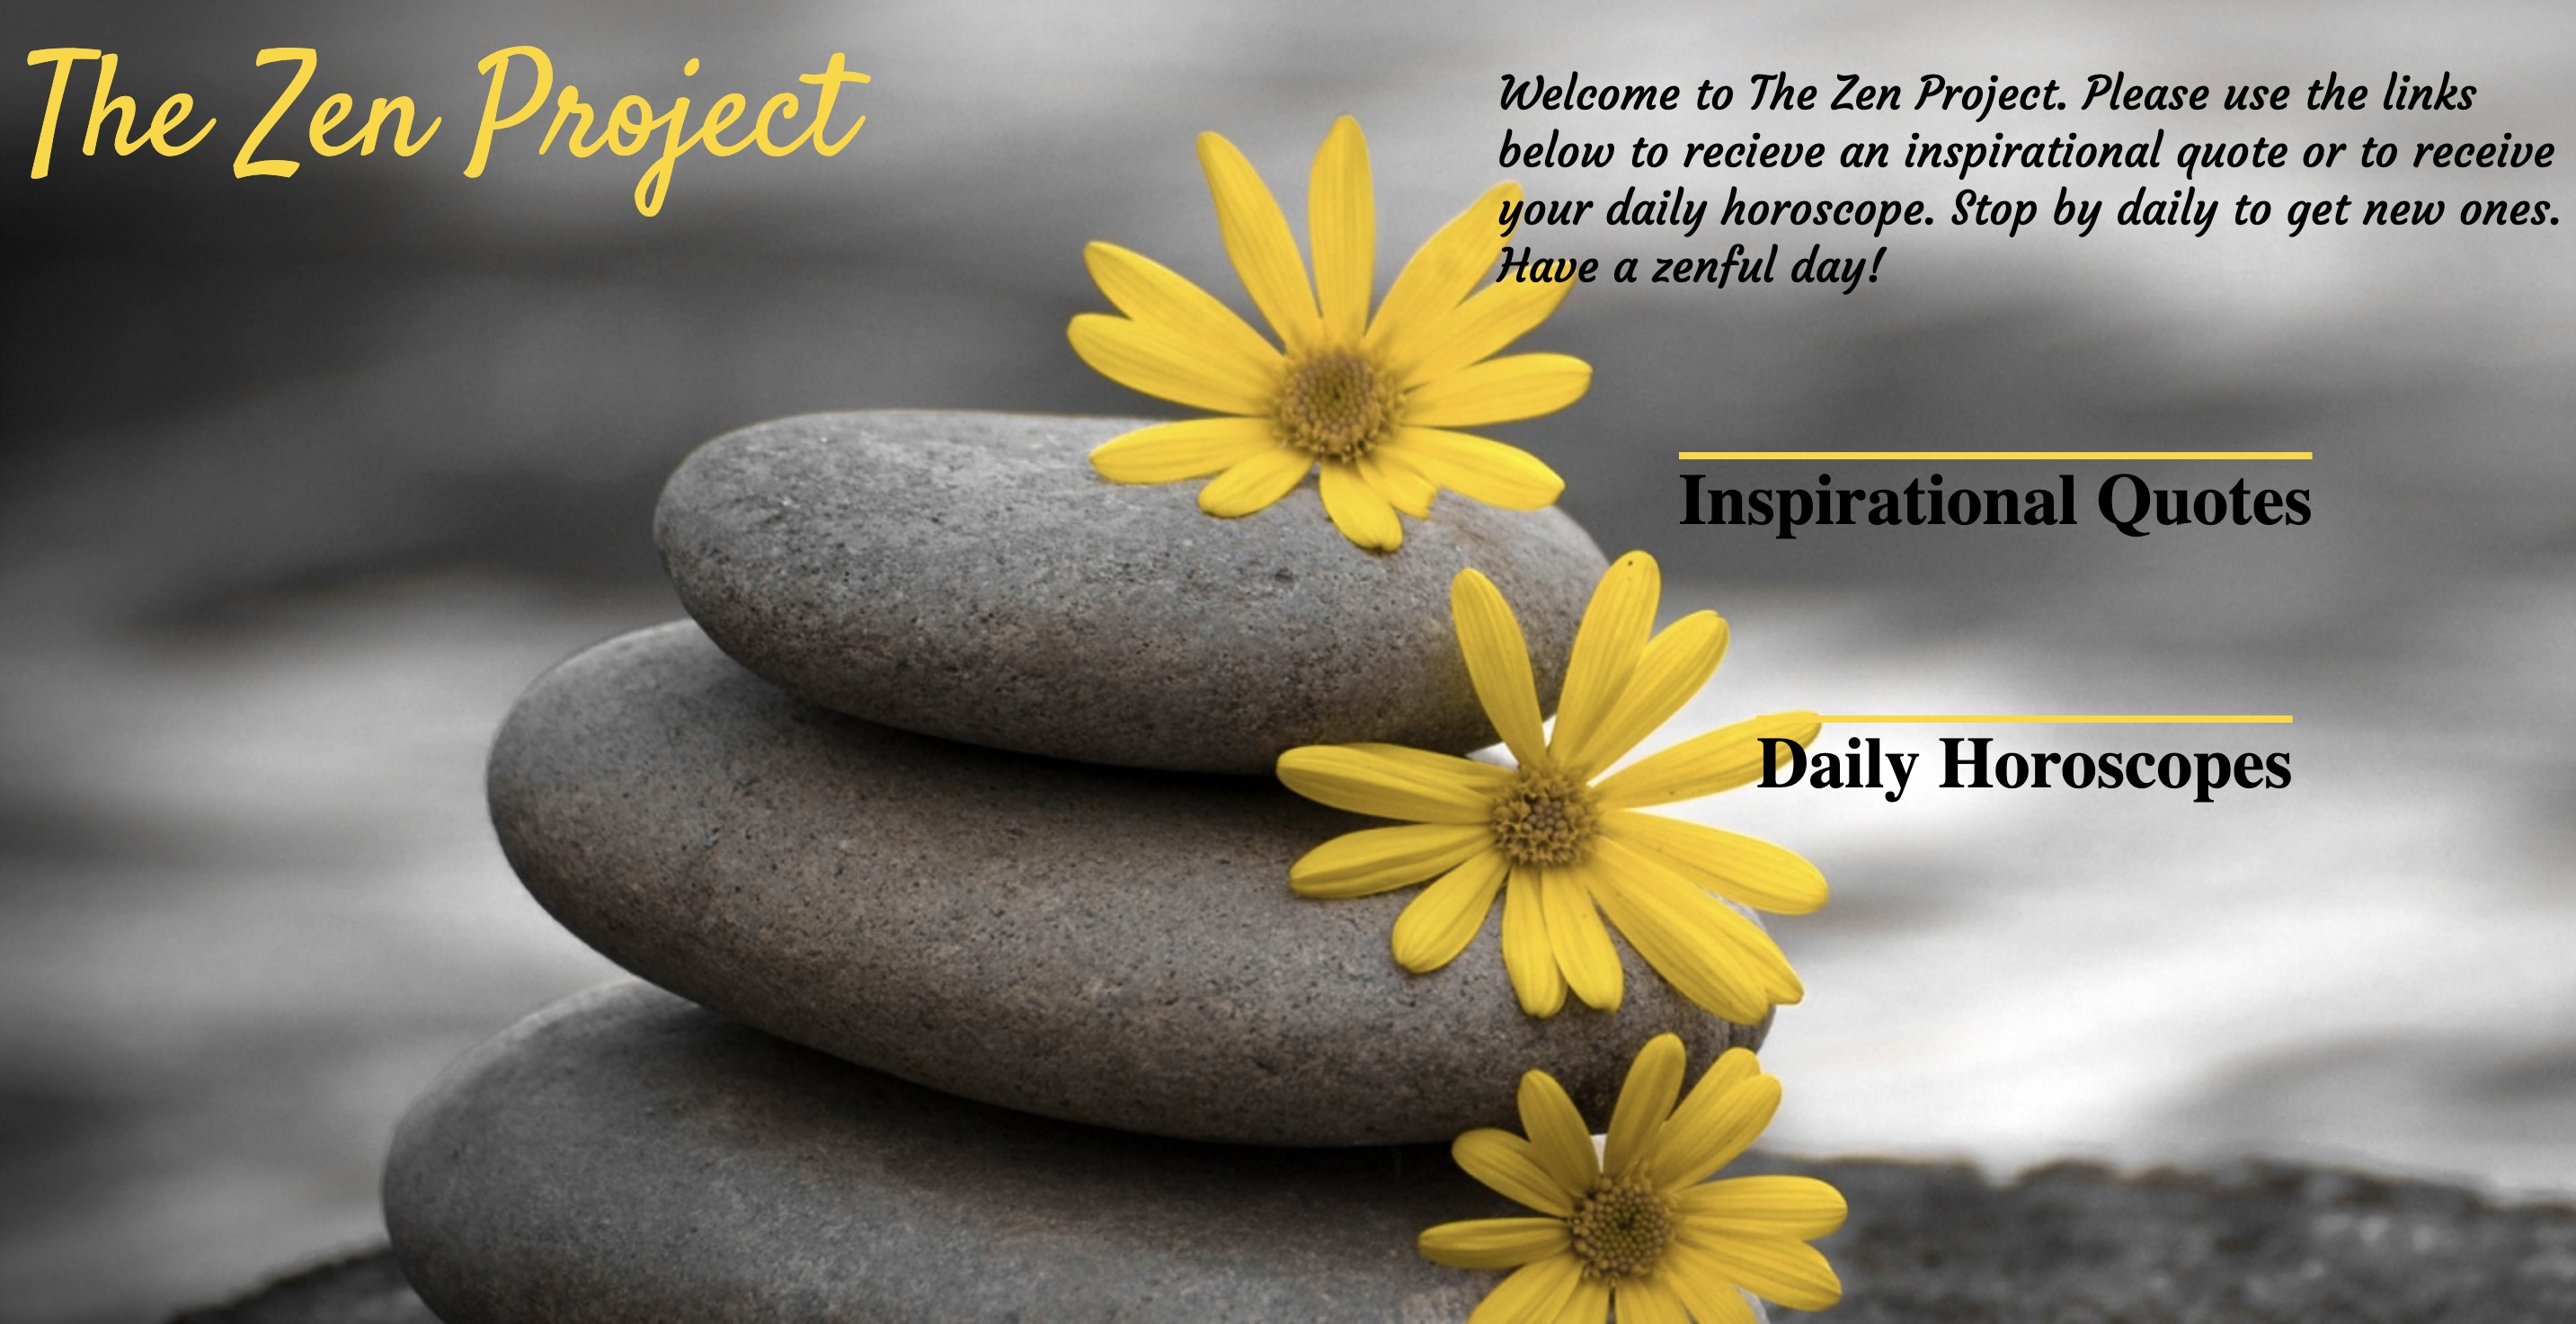 The Zen Project
Welcome to The Zen Project. Please use the links
below to recieve an inspirational quote or to receive
your daily horoscope. Stop by daily to get new ones.
Have a zenful day!
Inspirational Quotes
Daily Horoscopes